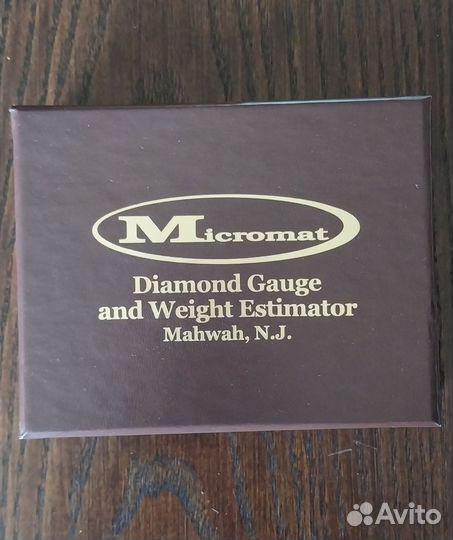 Micromat
Diamond Gauge
and Weight Estimator
Mahwah, N.J.
Avito